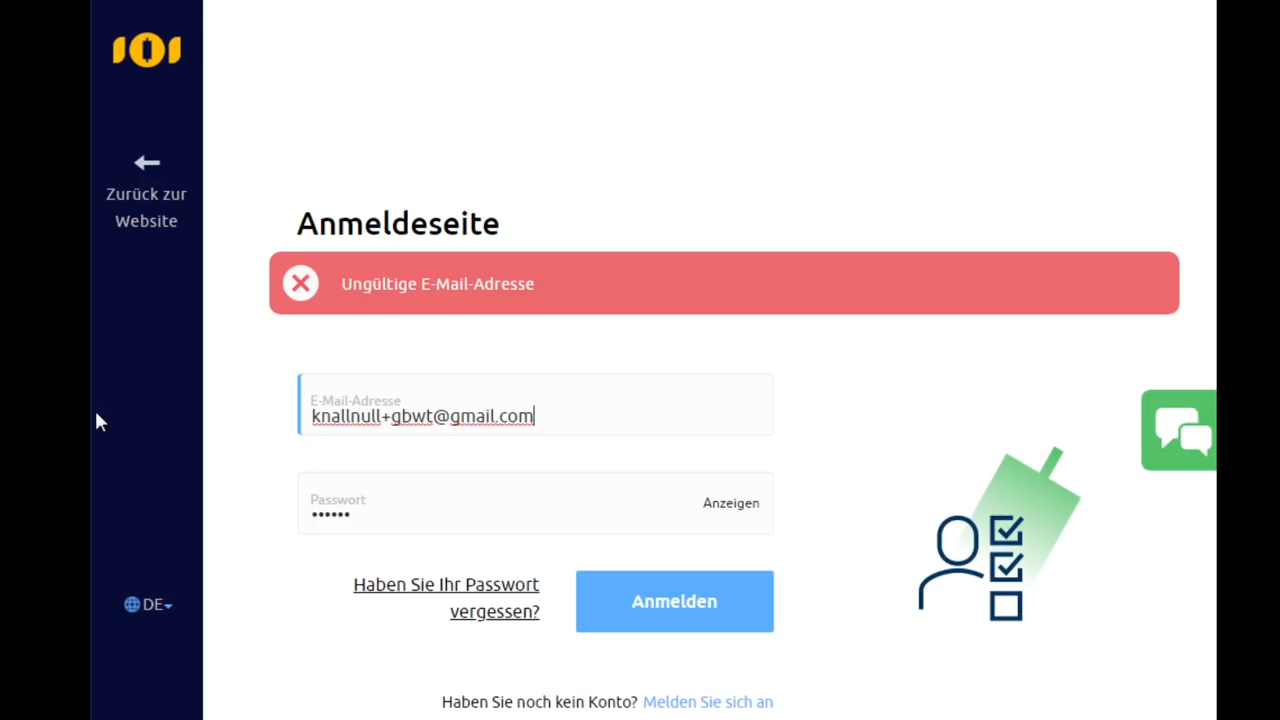 Zurück zur
Website
Anmeldeseite
Ungültige E-Mail-Adresse
E-Mail-Adresse
knallnull+gbwt@gmail.com
Passwort
••••••
Anzeigen
Haben Sie Ihr Passwort
vergessen?
Anmelden
DE
Haben Sie noch kein Konto? Melden Sie sich an